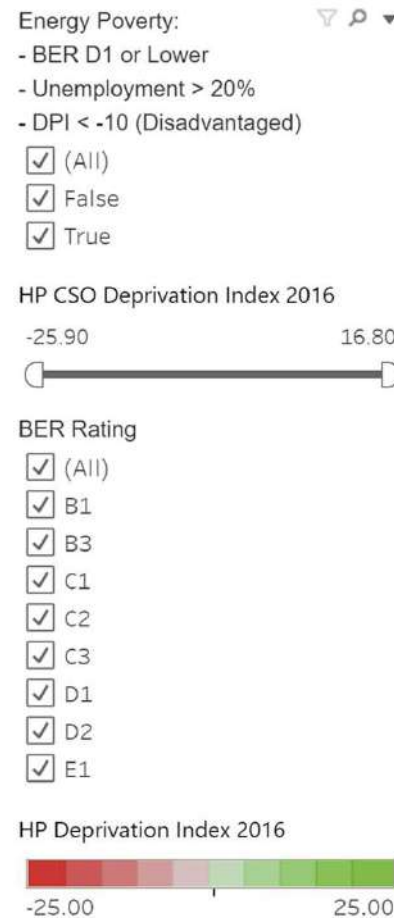 Energy Poverty:
- BER D1 or Lower
- Unemployment > 20%
- DPI < -10 (Disadvantaged)
(All)
False
True
HP CSO Deprivation Index 2016
-25.90 16.80
BER Rating
(All)
B1
B3
C1
C2
C3
D1
D2
E1
HP Deprivation Index 2016
-25.00 25.00